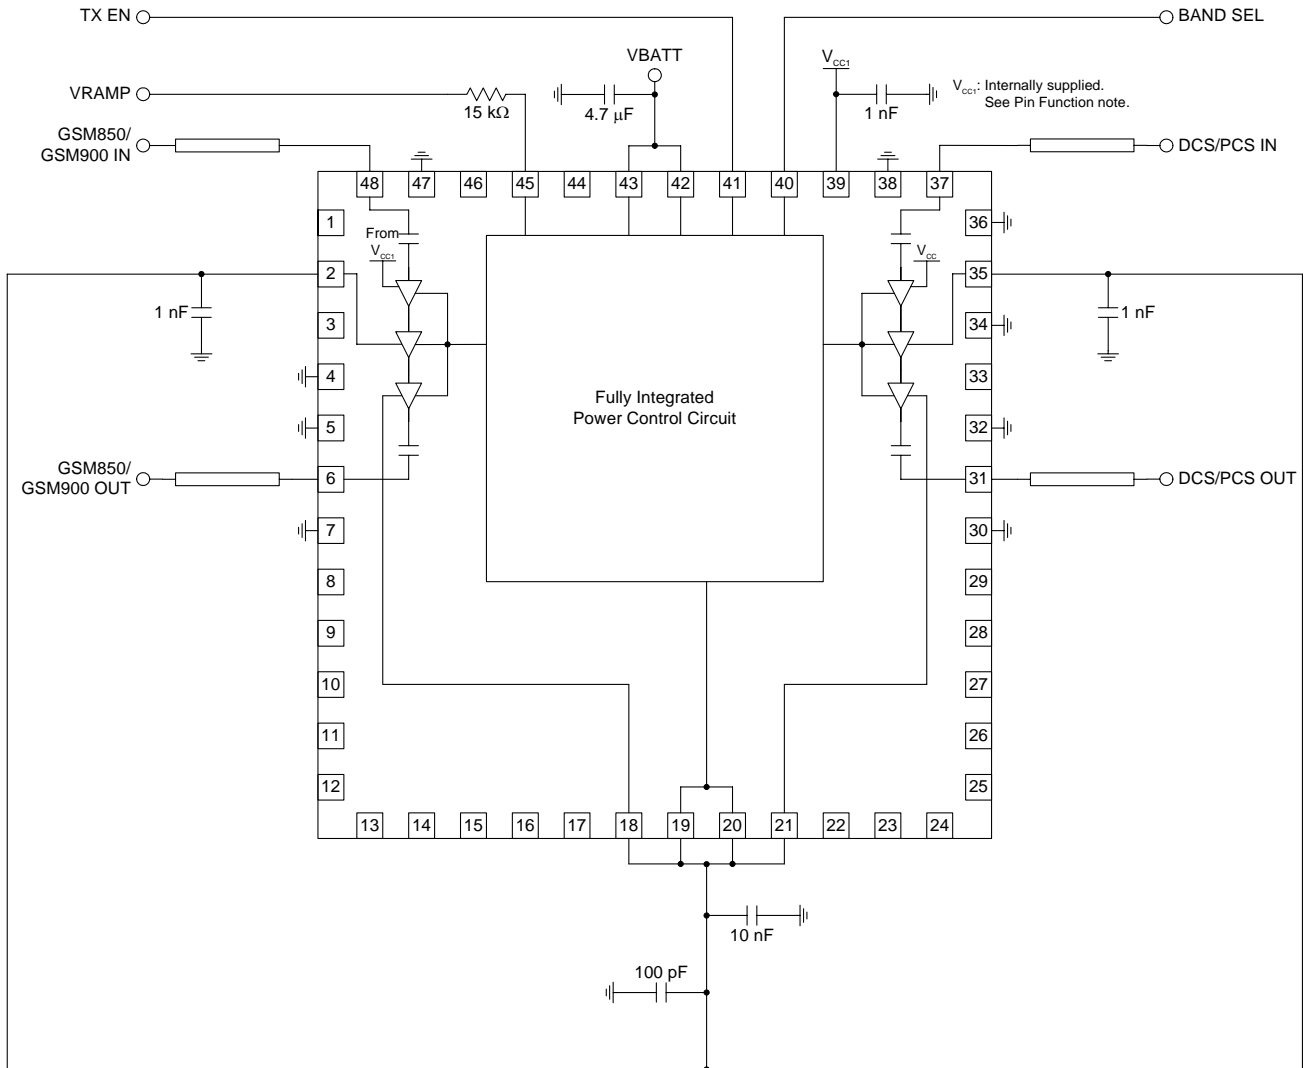 TX EN
BAND SEL
VBATT
VCC1
VRAMP
15 kΩ
4.7 µF
1 nF
VCC1: Internally supplied.
See Pin Function note.
GSM850/
GSM900 IN
DCS/PCS IN
48 47 46 45 44 43 42 41 40 39 38 37
1
36
From
VCC1
VCC
2
35
1 nF
1 nF
3
34
4
33
Fully Integrated
Power Control Circuit
5
32
GSM850/
GSM900 OUT
6
31
DCS/PCS OUT
7
30
8
29
9
28
10
27
11
26
12
25
13 14 15 16 17 18 19 20 21 22 23 24
10 nF
100 pF